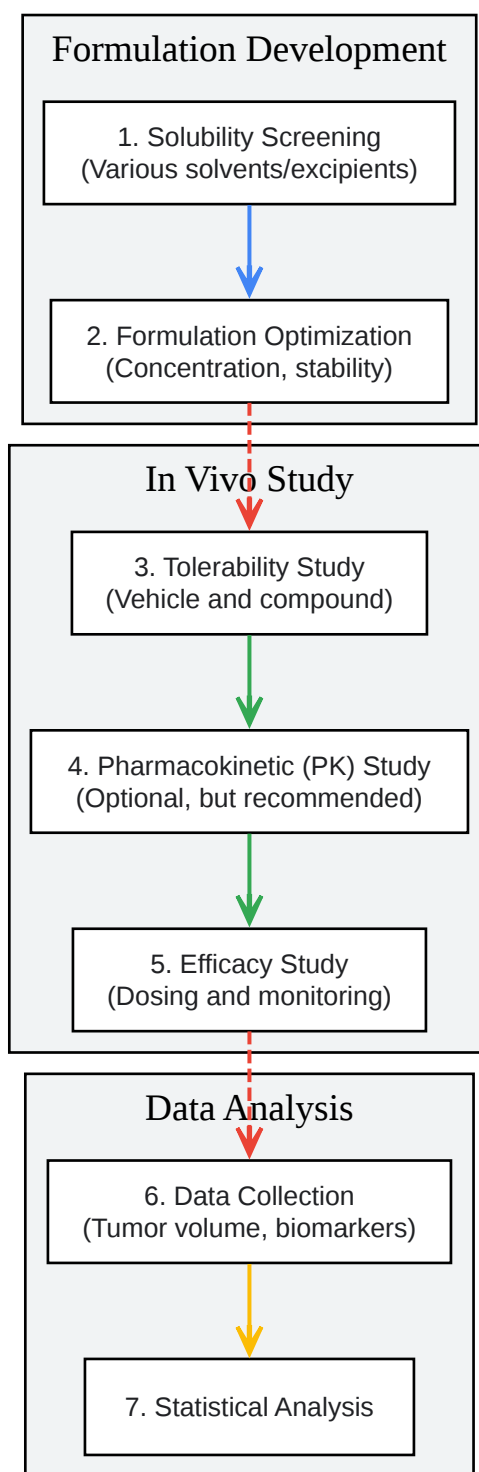 Formulation Development
1. Solubility Screening
(Various solvents/excipients)
2. Formulation Optimization
(Concentration, stability)
In Vivo Study
3. Tolerability Study
(Vehicle and compound)
4. Pharmacokinetic (PK) Study
(Optional, but recommended)
5. Efficacy Study
(Dosing and monitoring)
Data Analysis
6. Data Collection
(Tumor volume, biomarkers)
7. Statistical Analysis